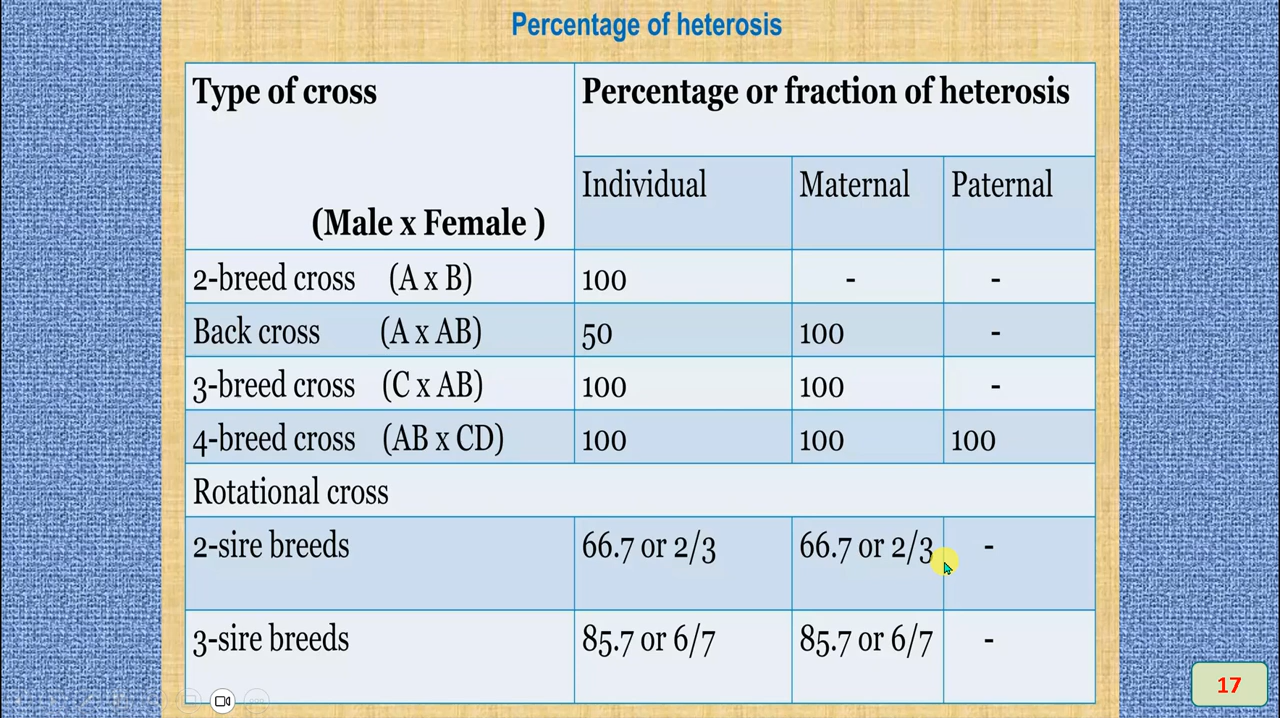 Percentage of heterosis
Type of cross
Percentage or fraction of heterosis
(Male x Female )
Individual
Maternal
Paternal
2-breed cross (A x B) 100 - -
Back cross (A x AB) 50 100 -
3-breed cross (C x AB) 100 100 -
4-breed cross (AB x CD) 100 100 100
Rotational cross
2-sire breeds 66.7 or 2/3 66.7 or 2/3 -
3-sire breeds 85.7 or 6/7 85.7 or 6/7 -
17